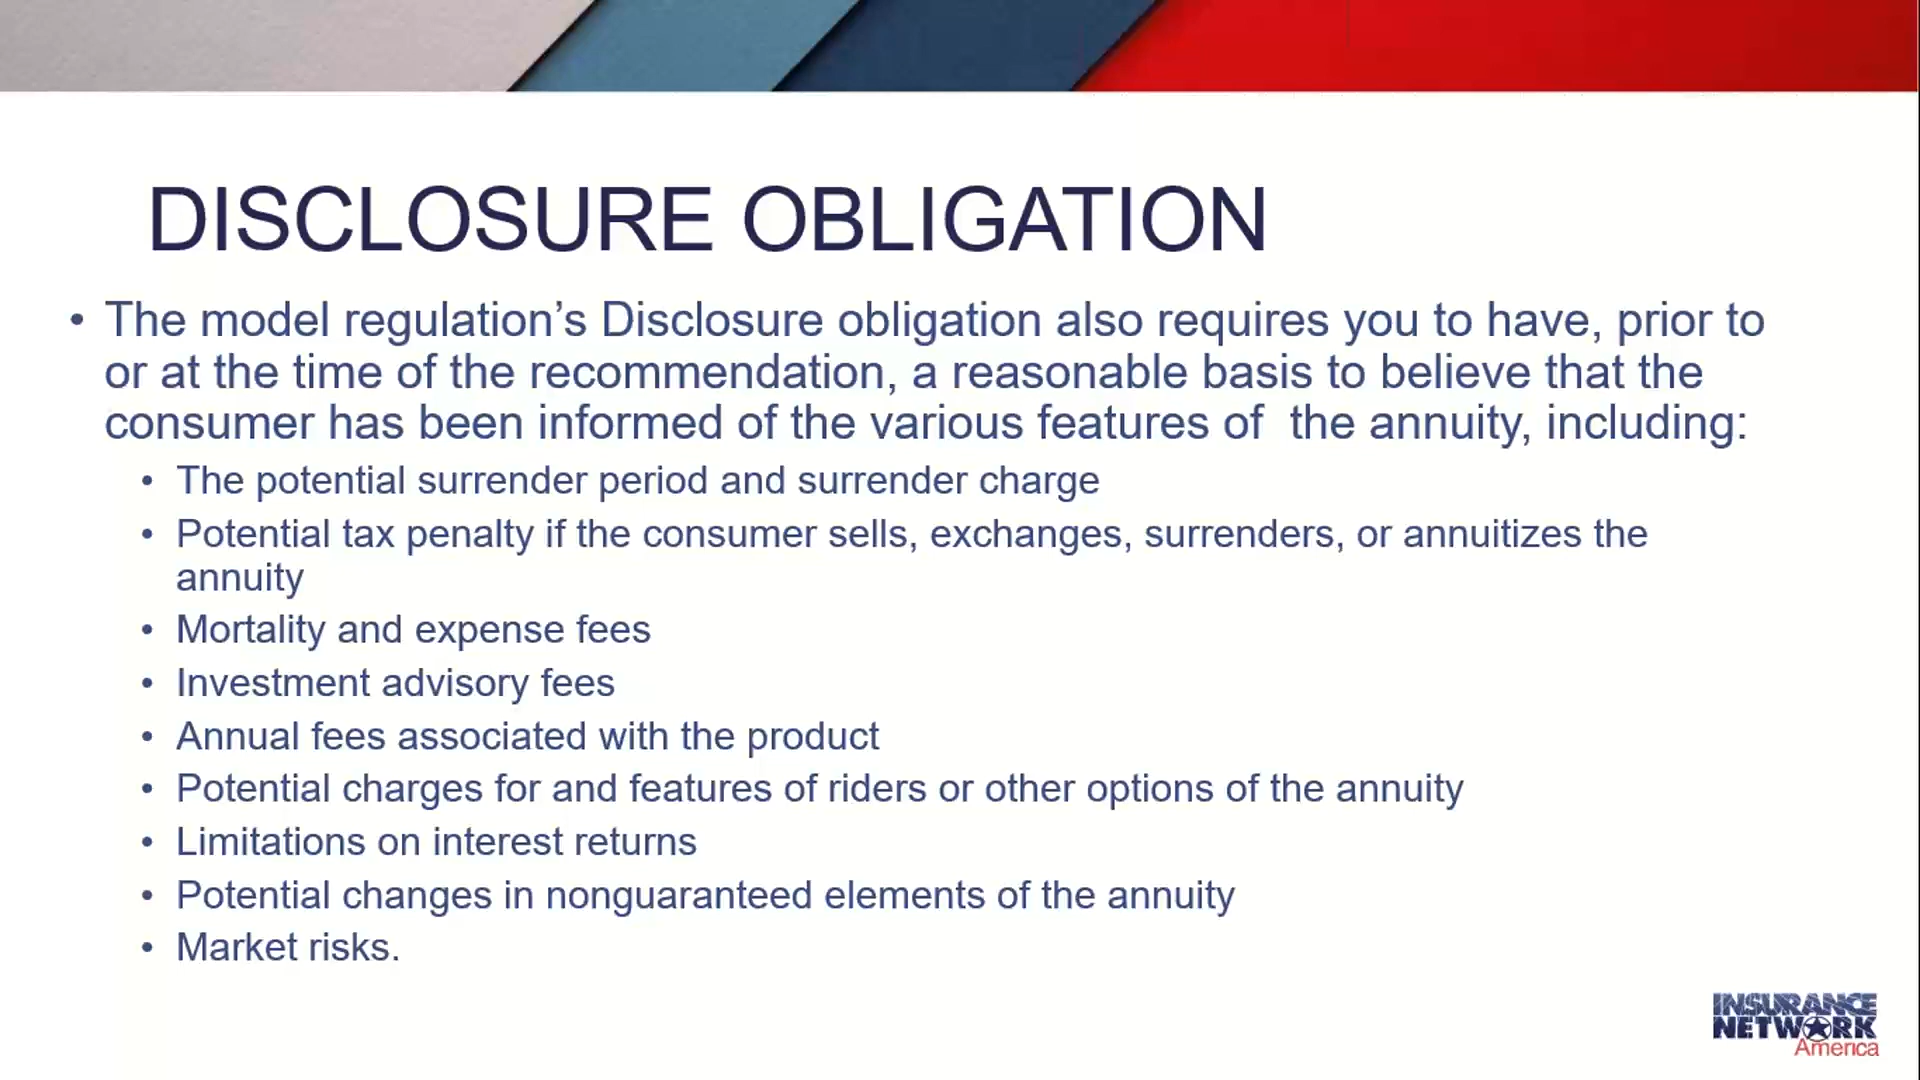 DISCLOSURE OBLIGATION
• The model regulation’s Disclosure obligation also requires you to have, prior to
or at the time of the recommendation, a reasonable basis to believe that the
consumer has been informed of the various features of  the annuity, including:
• The potential surrender period and surrender charge
• Potential tax penalty if the consumer sells, exchanges, surrenders, or annuitizes the
annuity
• Mortality and expense fees
• Investment advisory fees
• Annual fees associated with the product
• Potential charges for and features of riders or other options of the annuity
• Limitations on interest returns
• Potential changes in nonguaranteed elements of the annuity
• Market risks.
INSURANCE
NETWORK
America